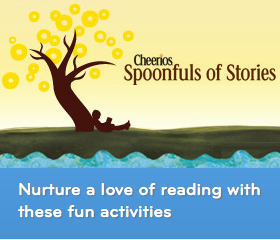 Cheerios
Spoonfuls of Stories
Nurture a love of reading with
these fun activities